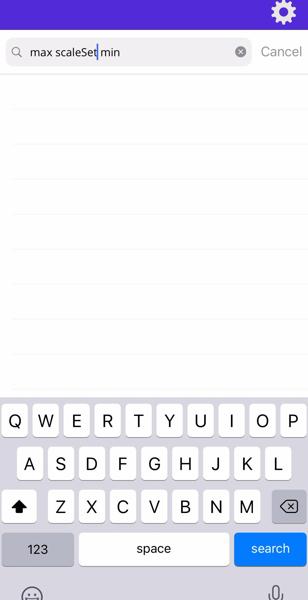 max scaleSet min
Cancel
Q W E R T Y U I O P
A S D F G H J K L
Z X C V B N M
123 space search